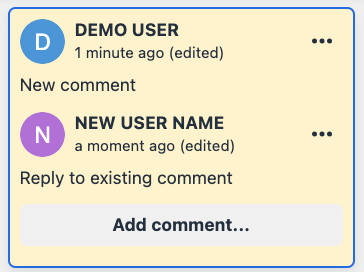 D
DEMO USER
1 minute ago (edited)
New comment
N
NEW USER NAME
a moment ago (edited)
Reply to existing comment
Add comment...